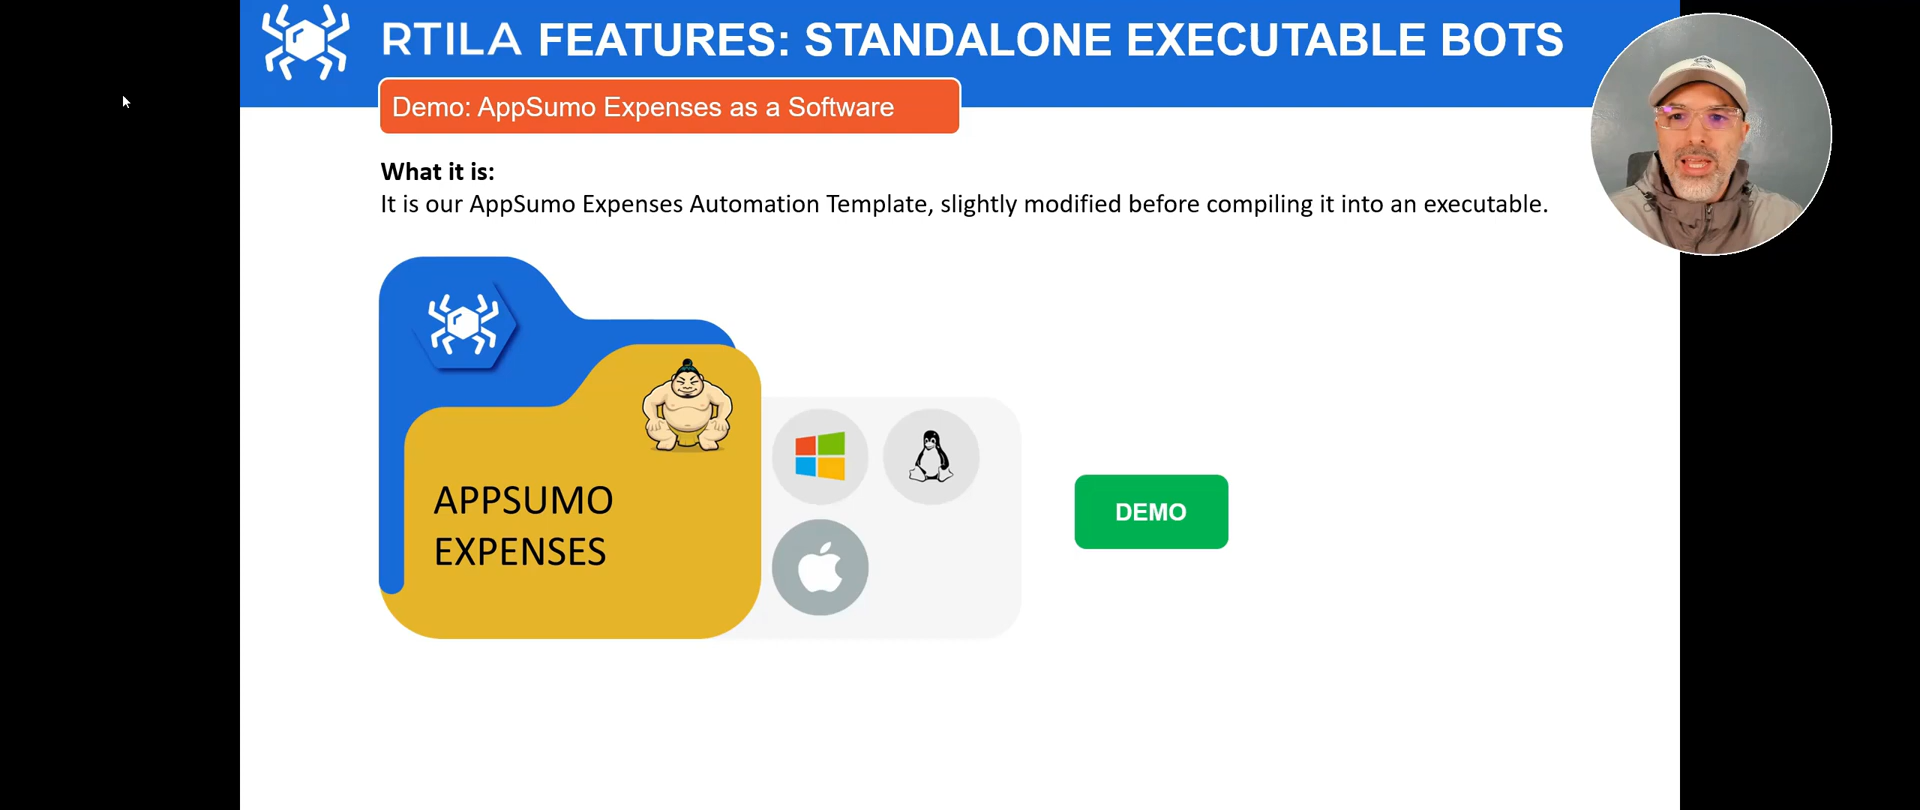 RTILA FEATURES: STANDALONE EXECUTABLE BOTS
Demo: AppSumo Expenses as a Software
What it is:
It is our AppSumo Expenses Automation Template, slightly modified before compiling it into an executable.
APPSUMO
EXPENSES
DEMO